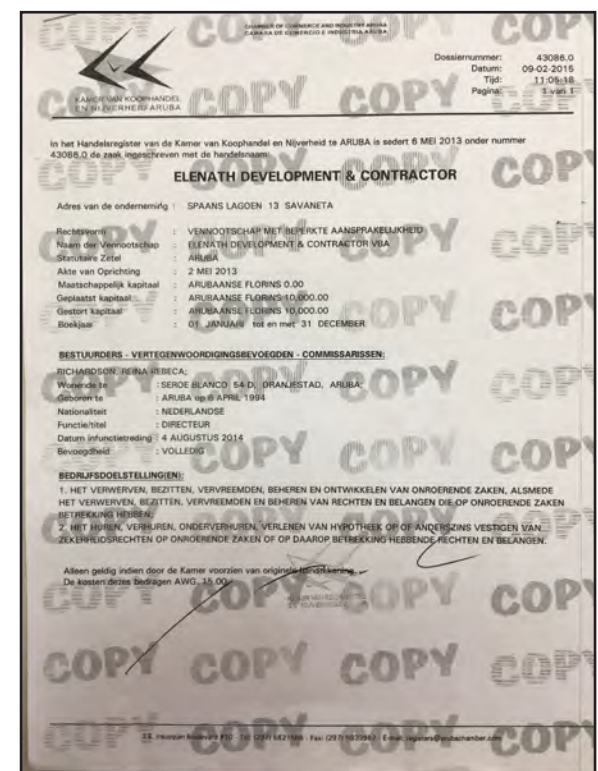 CHAMBER OF COMMERCE AND INDUSTRY ARUBA
CAMARA DE COMERCIO E INDUSTRIA ARUBA
KAMER VAN KOOPHANDEL
EN NIJVERHEID ARUBA
Dossiernummer: 43086.0
Datum: 09-02-2015
Tijd: 11:05:18
Pagina: 1 van 1
In het Handelsregister van de Kamer van Koophandel en Nijverheid te ARUBA is sedert 6 MEI 2013 onder nummer
43086.0 de zaak ingeschreven met de handelsnaam:
ELENATH DEVELOPMENT & CONTRACTOR
Adres van de onderneming : SPAANS LAGOEN 13 SAVANETA
Rechtsvorm : VENNOOTSCHAP MET BEPERKTE AANSPRAKELIJKHEID
Naam der Vennootschap : ELENATH DEVELOPMENT & CONTRACTOR VBA
Statutaire Zetel : ARUBA
Akte van Oprichting : 2 MEI 2013
Maatschappelijk kapitaal : ARUBAANSE FLORINS 0.00
Geplaatst kapitaal : ARUBAANSE FLORINS 10,000.00
Gestort kapitaal : ARUBAANSE FLORINS 10,000.00
Boekjaar : 01 JANUARI tot en met 31 DECEMBER
BESTUURDERS - VERTEGENWOORDIGINGSBEVOEGDEN - COMMISSARISSEN:
RICHARDSON, REINA REBECA;
Wonende te : SEROE BLANCO 54 D, ORANJESTAD, ARUBA;
Geboren te : ARUBA op 6 APRIL 1994
Nationaliteit : NEDERLANDSE
Functie/titel : DIRECTEUR
Datum infunctietreding : 4 AUGUSTUS 2014
Bevoegdheid : VOLLEDIG
BEDRIJFSDOELSTELLING(EN):
1. HET VERWERVEN, BEZITTEN, VERVREEMDEN, BEHEREN EN ONTWIKKELEN VAN ONROERENDE ZAKEN, ALSMEDE
HET VERWERVEN, BEZITTEN, VERVREEMDEN EN BEHEREN VAN RECHTEN EN BELANGEN DIE OP ONROERENDE ZAKEN
BETREKKING HEBBEN;
2. HET HUREN, VERHUREN, ONDERVERHUREN, VERLENEN VAN HYPOTHEEK OP OF ANDERSZINS VESTIGEN VAN
ZEKERHEIDSRECHTEN OP ONROERENDE ZAKEN OF OP DAAROP BETREKKING HEBBENDE RECHTEN EN BELANGEN.
Alleen geldig indien door de Kamer voorzien van originele handtekening.
De kosten dezes bedragen AWG. 15.00
COPY COPY COPY COPY